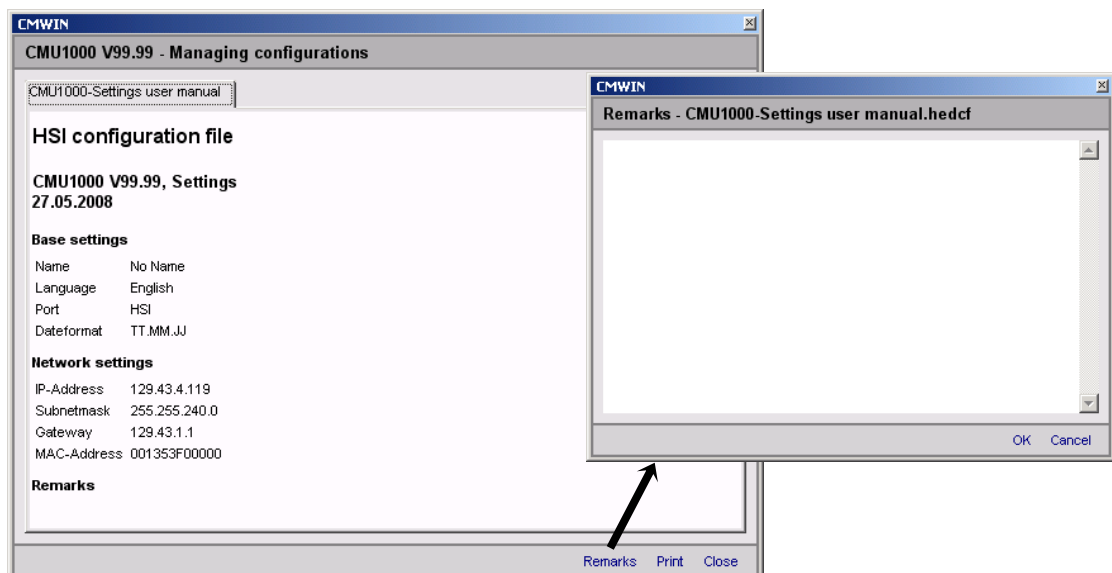 CMWIN
CMU1000 V99.99 - Managing configurations
CMU1000-Settings user manual
HSI configuration file
CMU1000 V99.99, Settings
27.05.2008
Base settings
Name No Name
Language English
Port HSI
Dateformat TT.MM.JJ
Network settings
IP-Address 129.43.4.119
Subnetmask 255.255.240.0
Gateway 129.43.1.1
MAC-Address 001353F00000
Remarks
Remarks Print Close
CMWIN
Remarks - CMU1000-Settings user manual.hedcf
OK Cancel